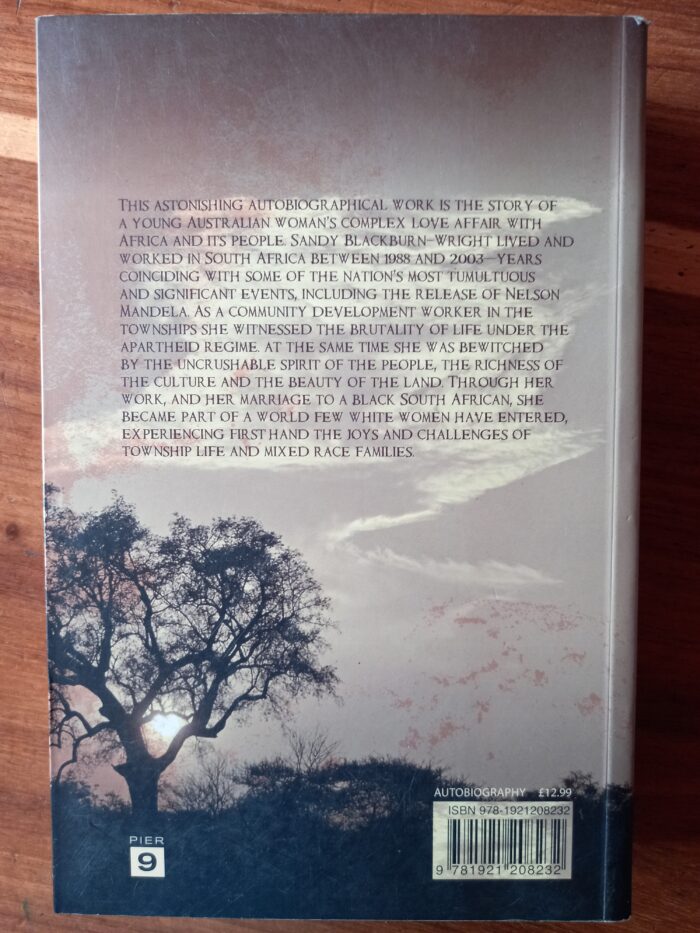 This astonishing autobiographical work is the story of
a young Australian woman's complex love affair with
Africa and its people. Sandy Blackburn-Wright lived and
worked in South Africa between 1988 and 2003—years
coinciding with some of the nation's most tumultuous
and significant events, including the release of Nelson
Mandela. As a community development worker in the
townships she witnessed the brutality of life under the
apartheid regime. At the same time she was bewitched
by the uncrushable spirit of the people, the richness of
the culture and the beauty of the land. Through her
work, and her marriage to a black South African, she
became part of a world few white women have entered,
experiencing first hand the joys and challenges of
township life and mixed race families.
AUTOBIOGRAPHY £12.99
ISBN 978-1921208232
9 781921 208232
PIER
9